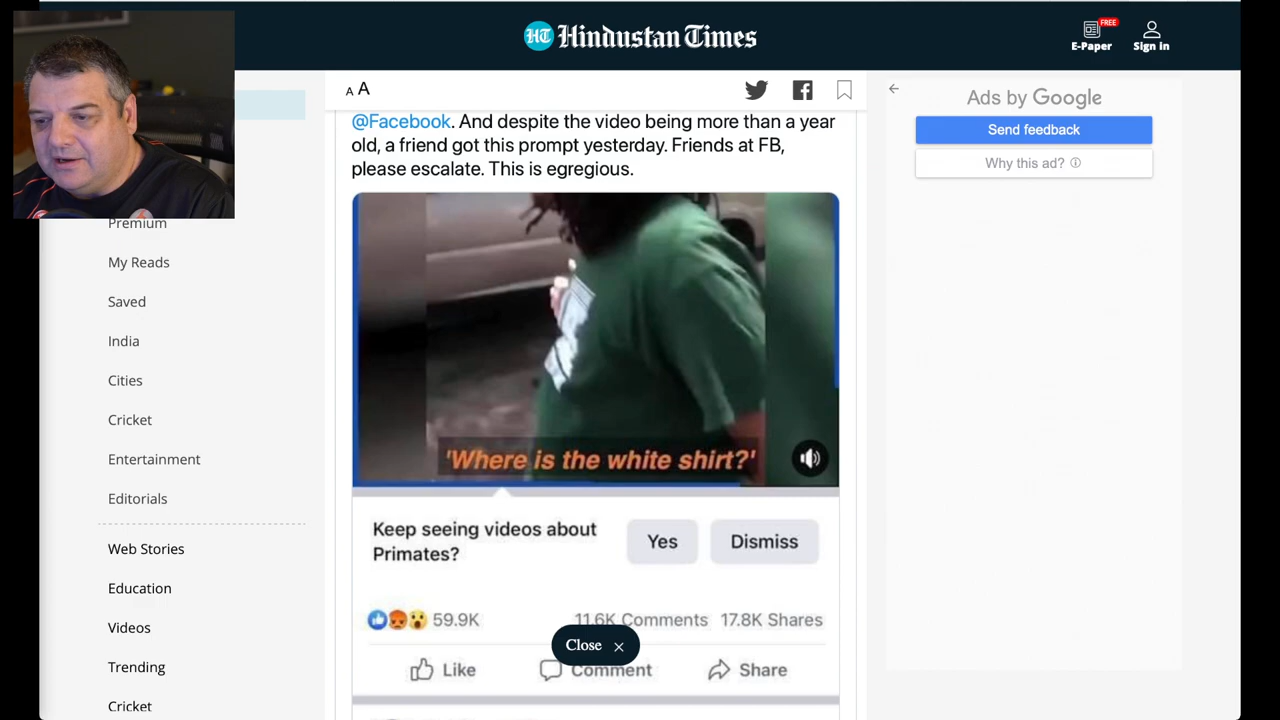 HT Hindustan Times
FREE
E-Paper
Sign in
A A
Ads by Google
Send feedback
Why this ad?
@Facebook. And despite the video being more than a year
old, a friend got this prompt yesterday. Friends at FB,
please escalate. This is egregious.
Premium
My Reads
Saved
India
Cities
Cricket
Entertainment
Editorials
Web Stories
Education
Videos
Trending
Cricket
'Where is the white shirt?'
Keep seeing videos about
Primates?
Yes
Dismiss
59.9K
11.6K Comments
17.8K Shares
Close ×
Like
Comment
Share